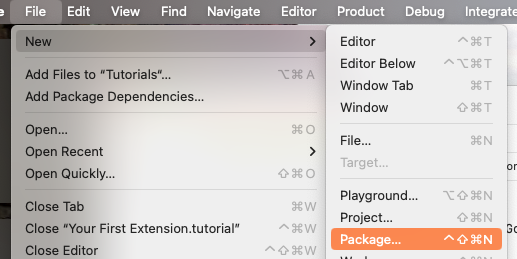 File Edit View Find Navigate Editor Product Debug Integrate
New >
Add Files to “Tutorials”... ⌥⌘A
Add Package Dependencies...
Open... ⌘O
Open Recent >
Open Quickly... ⇧⌘O
Close Tab ⌘W
Close “Your First Extension.tutorial” ^⌘W
Close Editor ^⇧⌘W
Editor ^⌘T
Editor Below ^⌥⌘T
Window Tab ⌘T
Window ⇧⌘T
File... ⌘N
Target...
Playground... ⌥⇧⌘N
Project... ⇧⌘N
Package... ^⇧⌘N